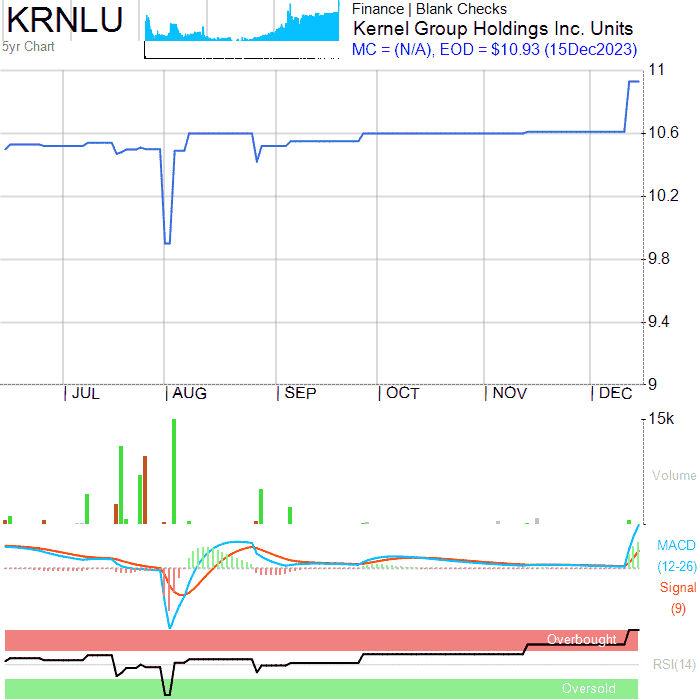 KRNLU
5yr Chart
Finance | Blank Checks
Kernel Group Holdings Inc. Units
MC = (N/A), EOD = $10.93 (15Dec2023)
11
10.6
10.2
9.8
9.4
9
JUL AUG SEP OCT NOV DEC
15k
Volume
MACD
(12-26)
Signal
(9)
Overbought
RSI(14)
Oversold